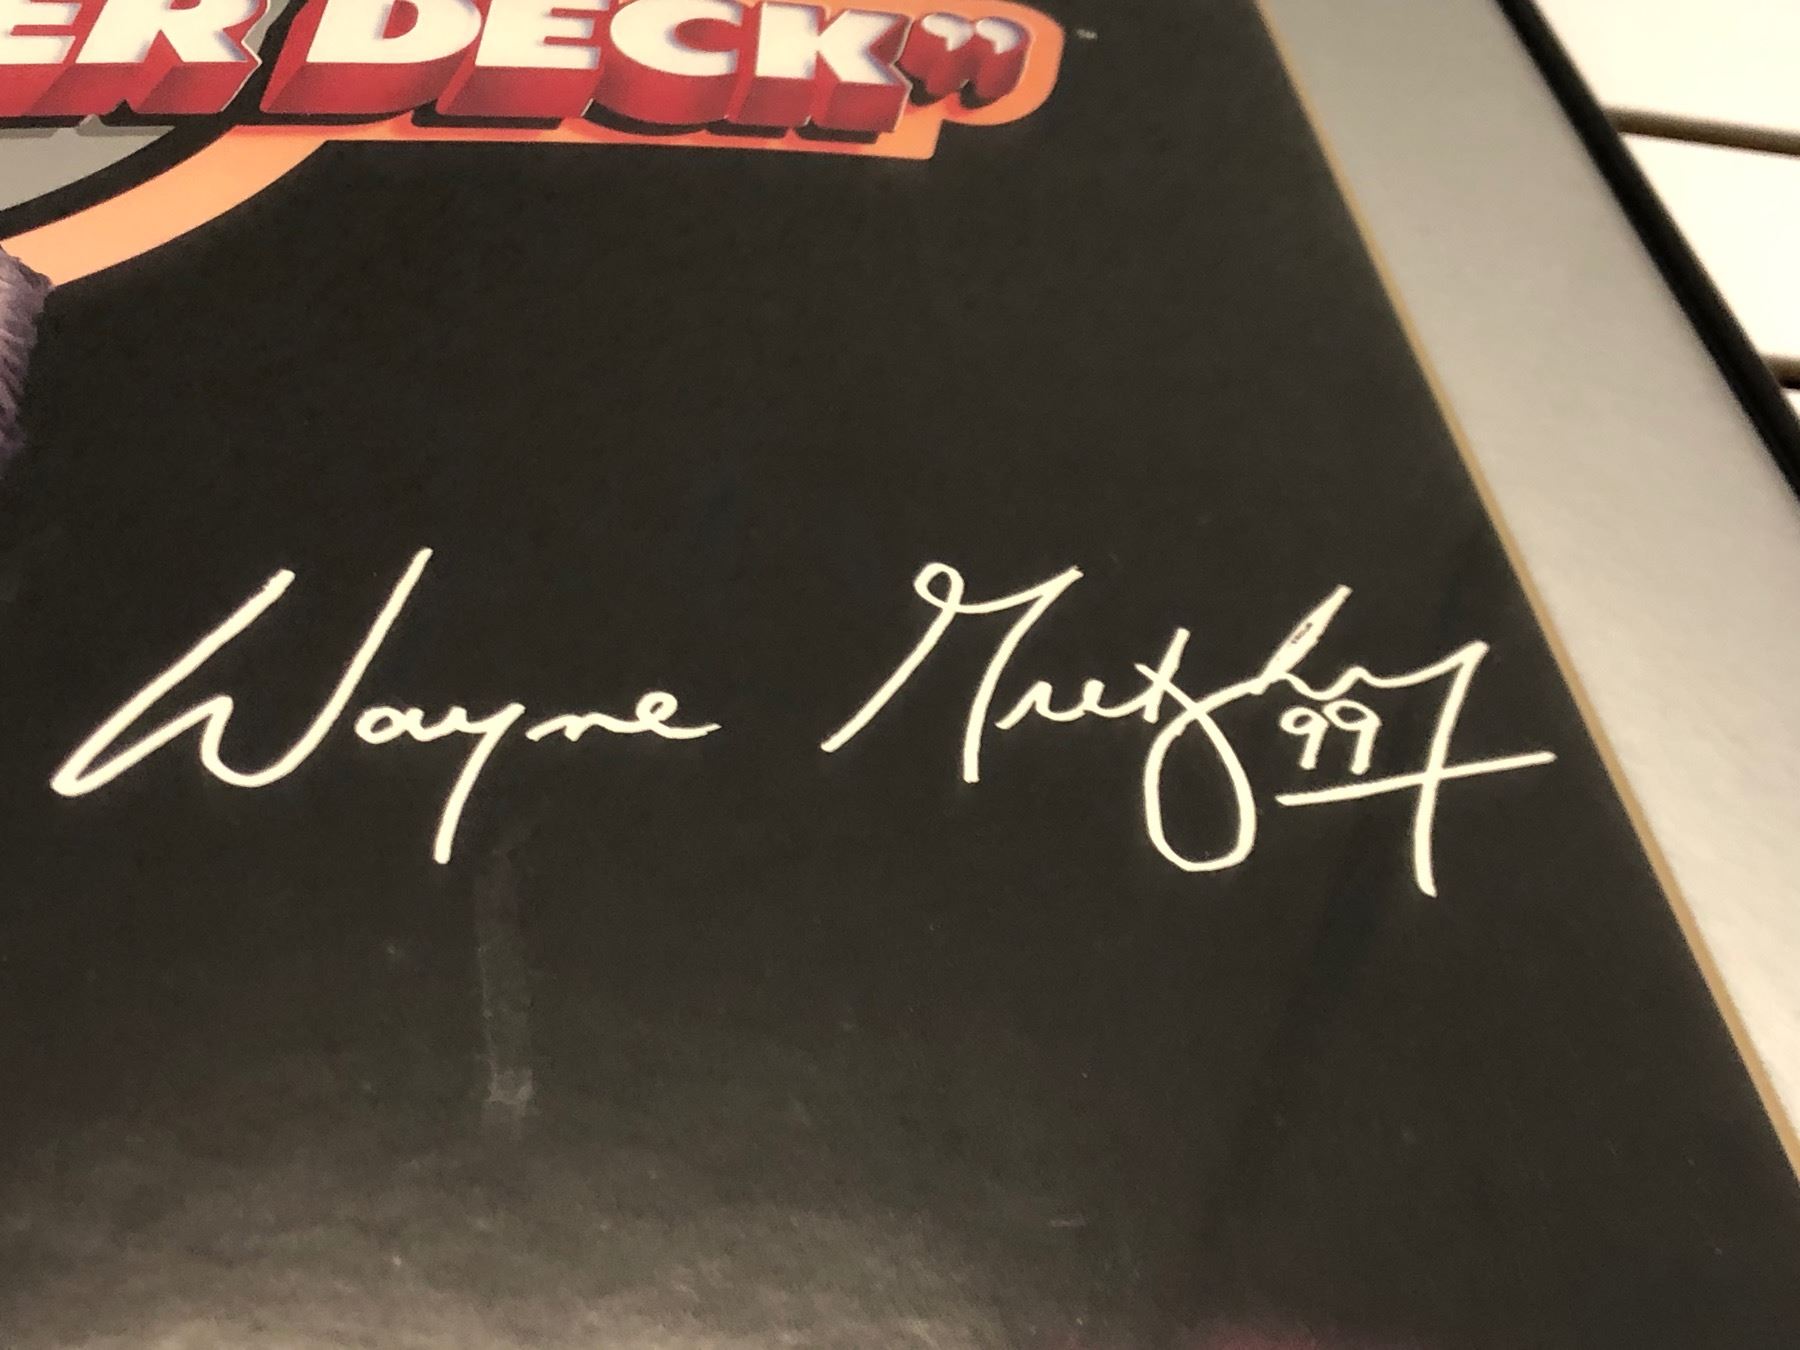 ER DECK”
Wayne Gretzky
99